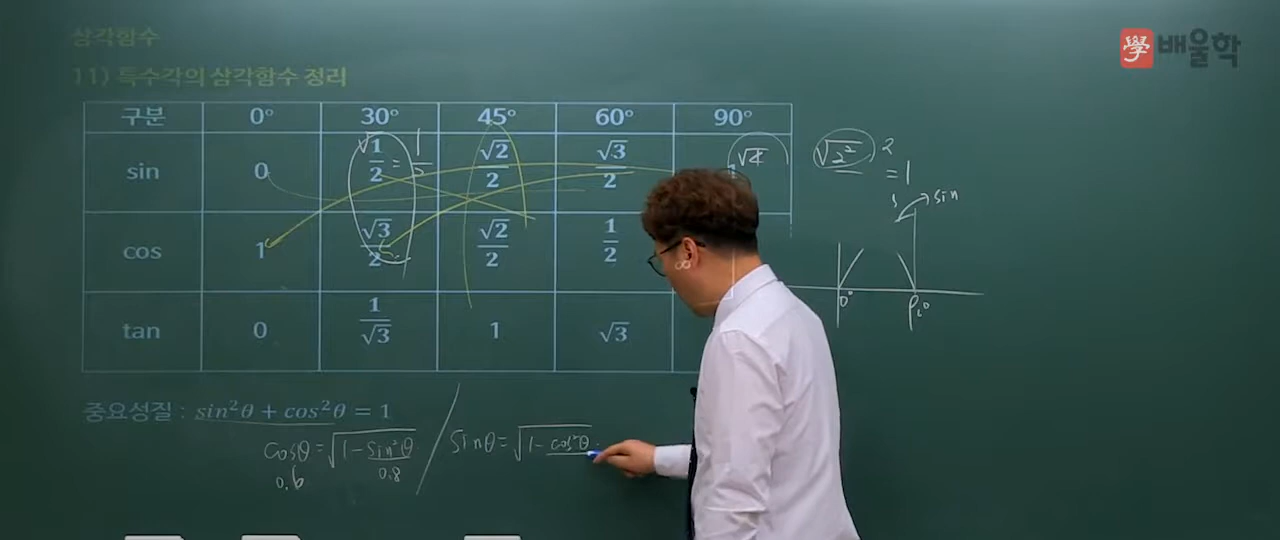 삼각함수
學 배울학
11) 특수각의 삼각함수 정리
구분 0° 30° 45° 60° 90°
sin 0 √1/2 = 1/2 √2/2 √3/2 1 √4
cos 1 √3/2 √2/2 1/2
tan 0 1/√3 1 √3 ∞
√2² 2
= 1
sin
0°
중요성질 : sin²θ + cos²θ = 1
cosθ = √1 - sin²θ / sinθ = √1 - cos²θ
0.6 0.8